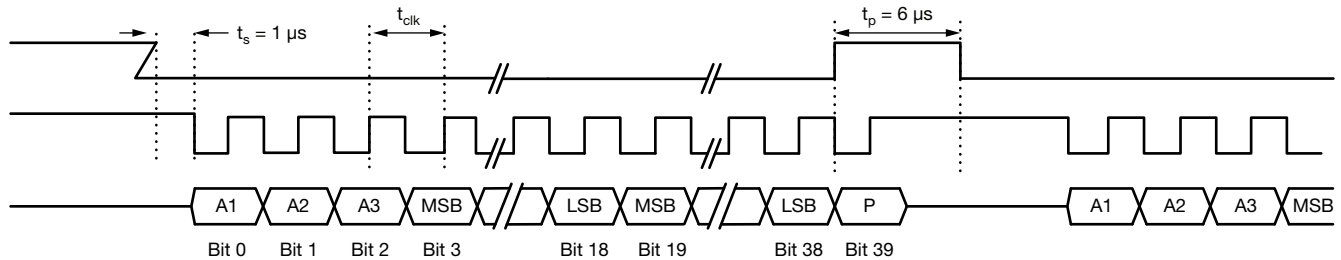 t_s = 1 µs t_clk t_p = 6 µs
A1 A2 A3 MSB LSB MSB LSB P A1 A2 A3 MSB
Bit 0 Bit 1 Bit 2 Bit 3 Bit 18 Bit 19 Bit 38 Bit 39